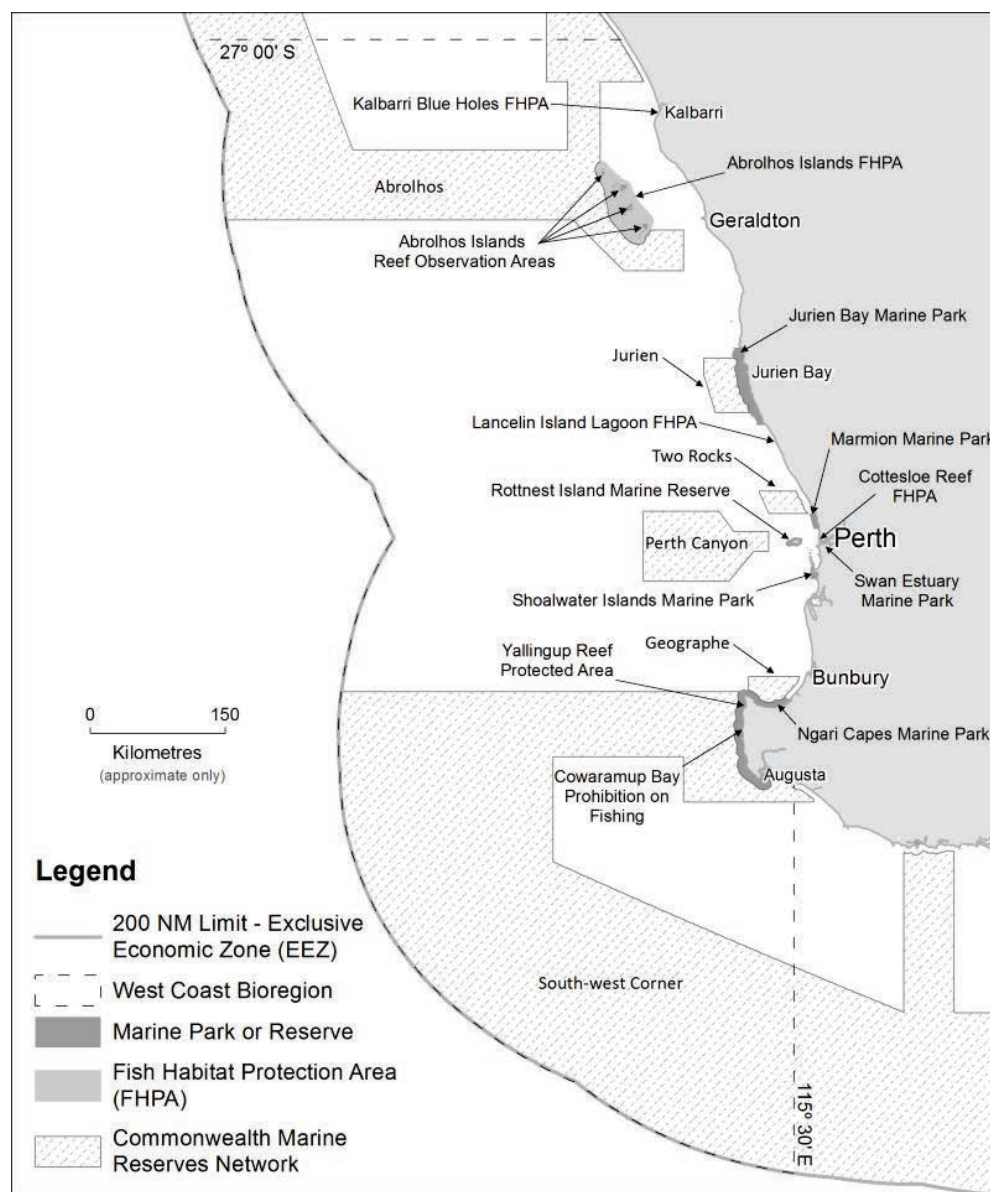 27° 00' S
Kalbarri Blue Holes FHPA
Kalbarri
Abrolhos Islands FHPA
Abrolhos
Geraldton
Abrolhos Islands
Reef Observation Areas
Jurien Bay Marine Park
Jurien
Jurien Bay
Lancelin Island Lagoon FHPA
Marmion Marine Park
Two Rocks
Cottesloe Reef
FHPA
Rottnest Island Marine Reserve
Perth Canyon
Perth
Swan Estuary
Marine Park
Shoalwater Islands Marine Park
Geographe
Yallingup Reef
Protected Area
Bunbury
0 150
Kilometres
(approximate only)
Ngari Capes Marine Park
Augusta
Cowaramup Bay
Prohibition on
Fishing
Legend
200 NM Limit - Exclusive
Economic Zone (EEZ)
West Coast Bioregion
Marine Park or Reserve
Fish Habitat Protection Area
(FHPA)
Commonwealth Marine
Reserves Network
South-west Corner
115° 30' E